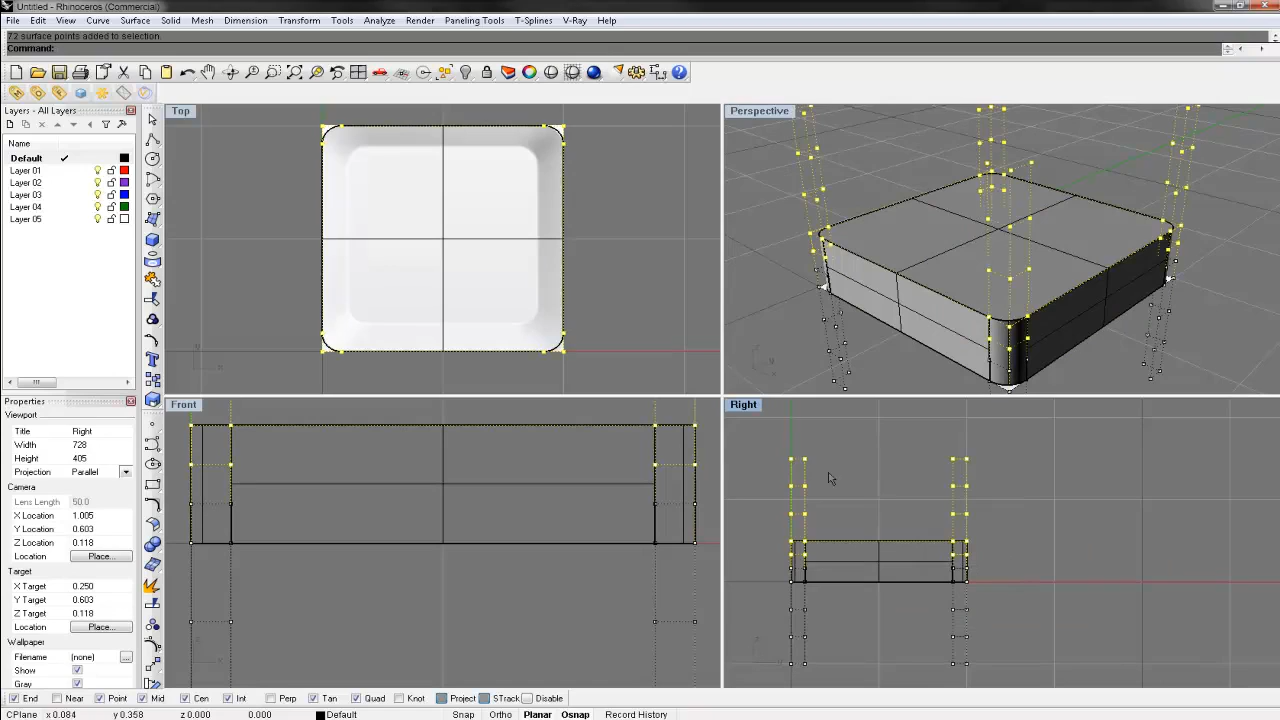 Untitled - Rhinoceros (Commercial)
File Edit View Curve Surface Solid Mesh Dimension Transform Tools Analyze Render Paneling Tools T-Splines V-Ray Help
72 surface points added to selection.
Command:
Layers - All Layers
Name
Default
Layer 01
Layer 02
Layer 03
Layer 04
Layer 05
Top
Perspective
Front
Right
Properties
Viewport
Title Right
Width 728
Height 405
Projection Parallel
Camera
Lens Length 50.0
X Location 1.005
Y Location 0.603
Z Location 0.118
Location Place...
Target
X Target 0.250
Y Target 0.603
Z Target 0.118
Location Place...
Wallpaper
Filename (none) ...
Show
Gray
End Near Point Mid Cen Int Perp Tan Quad Knot Project STrack Disable
CPlane x 0.084 y 0.358 z 0.000 0.000 Default Snap Ortho Planar Osnap Record History